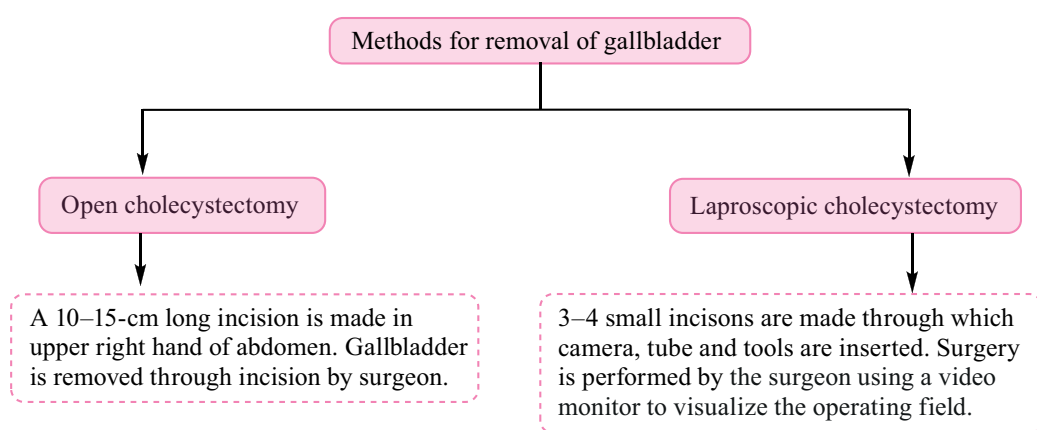 Methods for removal of gallbladder
Open cholecystectomy
Laproscopic cholecystectomy
A 10–15-cm long incision is made in
upper right hand of abdomen. Gallbladder
is removed through incision by surgeon.
3–4 small incisons are made through which
camera, tube and tools are inserted. Surgery
is performed by the surgeon using a video
monitor to visualize the operating field.